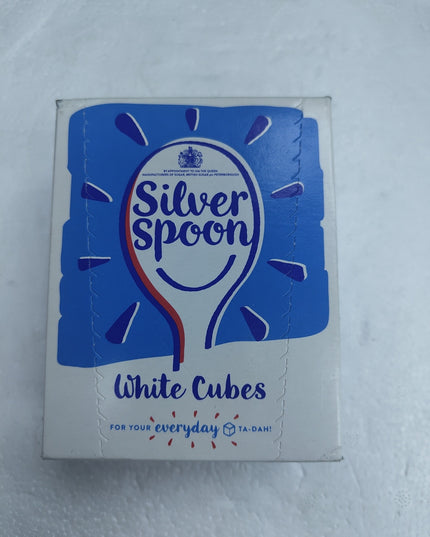 BY APPOINTMENT TO HM THE QUEEN
MANUFACTURERS OF SUGAR, BRITISH SUGAR plc PETERBOROUGH
Silver
Spoon
White Cubes
FOR YOUR everyday TA-DAH!